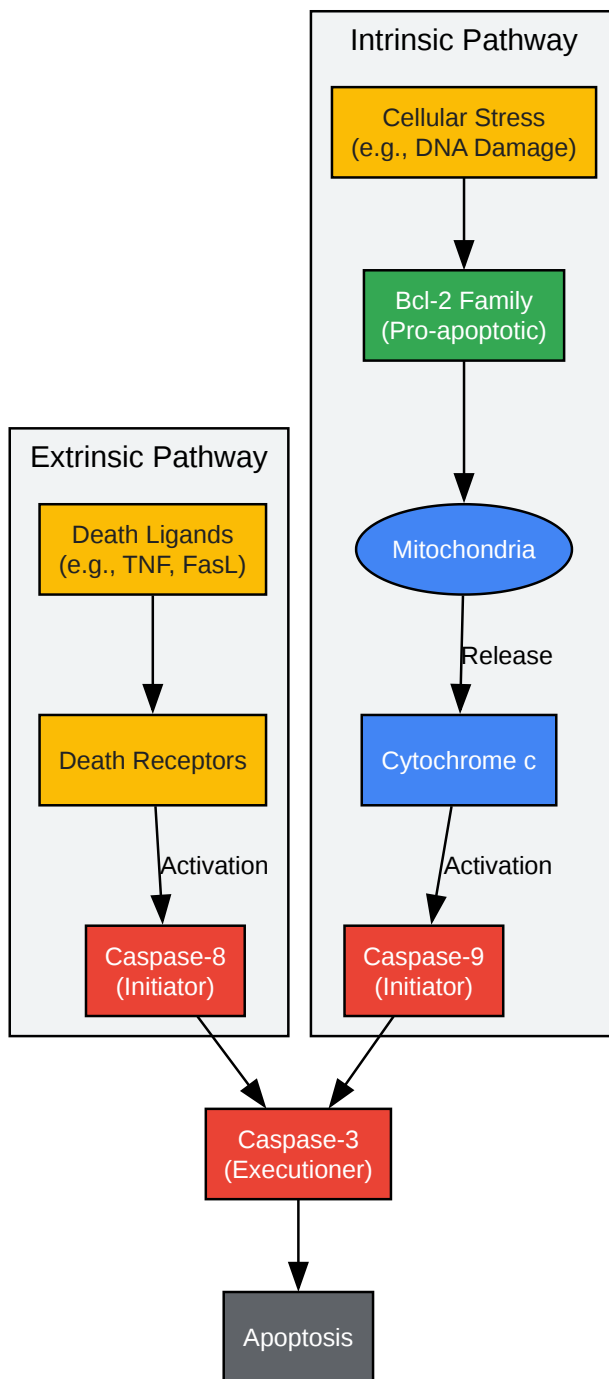 Intrinsic Pathway
Cellular Stress
(e.g., DNA Damage)
Bcl-2 Family
(Pro-apoptotic)
Mitochondria
Release
Cytochrome c
Activation
Caspase-9
(Initiator)
Extrinsic Pathway
Death Ligands
(e.g., TNF, FasL)
Death Receptors
Activation
Caspase-8
(Initiator)
Caspase-3
(Executioner)
Apoptosis